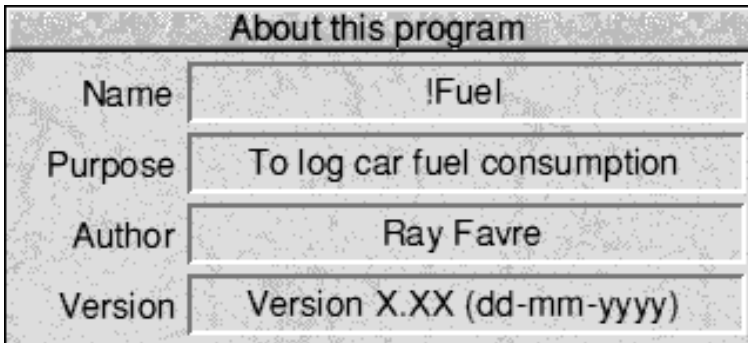 About this program
Name !Fuel
Purpose To log car fuel consumption
Author Ray Favre
Version Version X.XX (dd-mm-yyyy)